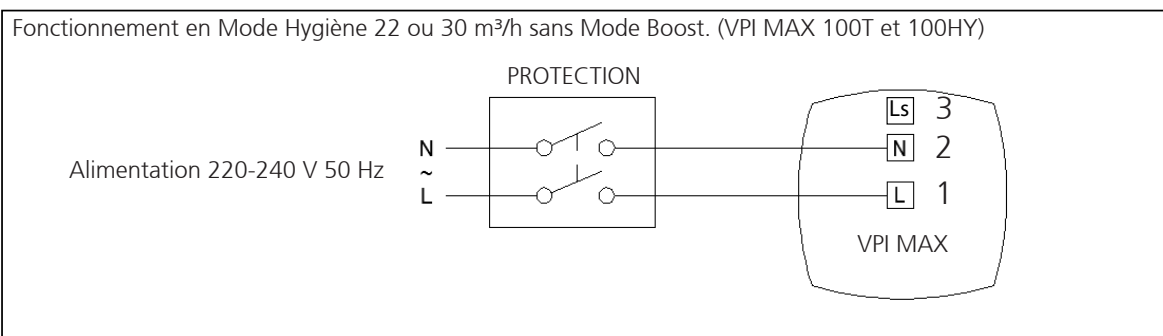 Fonctionnement en Mode Hygiène 22 ou 30 m³/h sans Mode Boost. (VPI MAX 100T et 100HY)
PROTECTION
Ls 3
N N 2
Alimentation 220-240 V 50 Hz ~
L L 1
VPI MAX